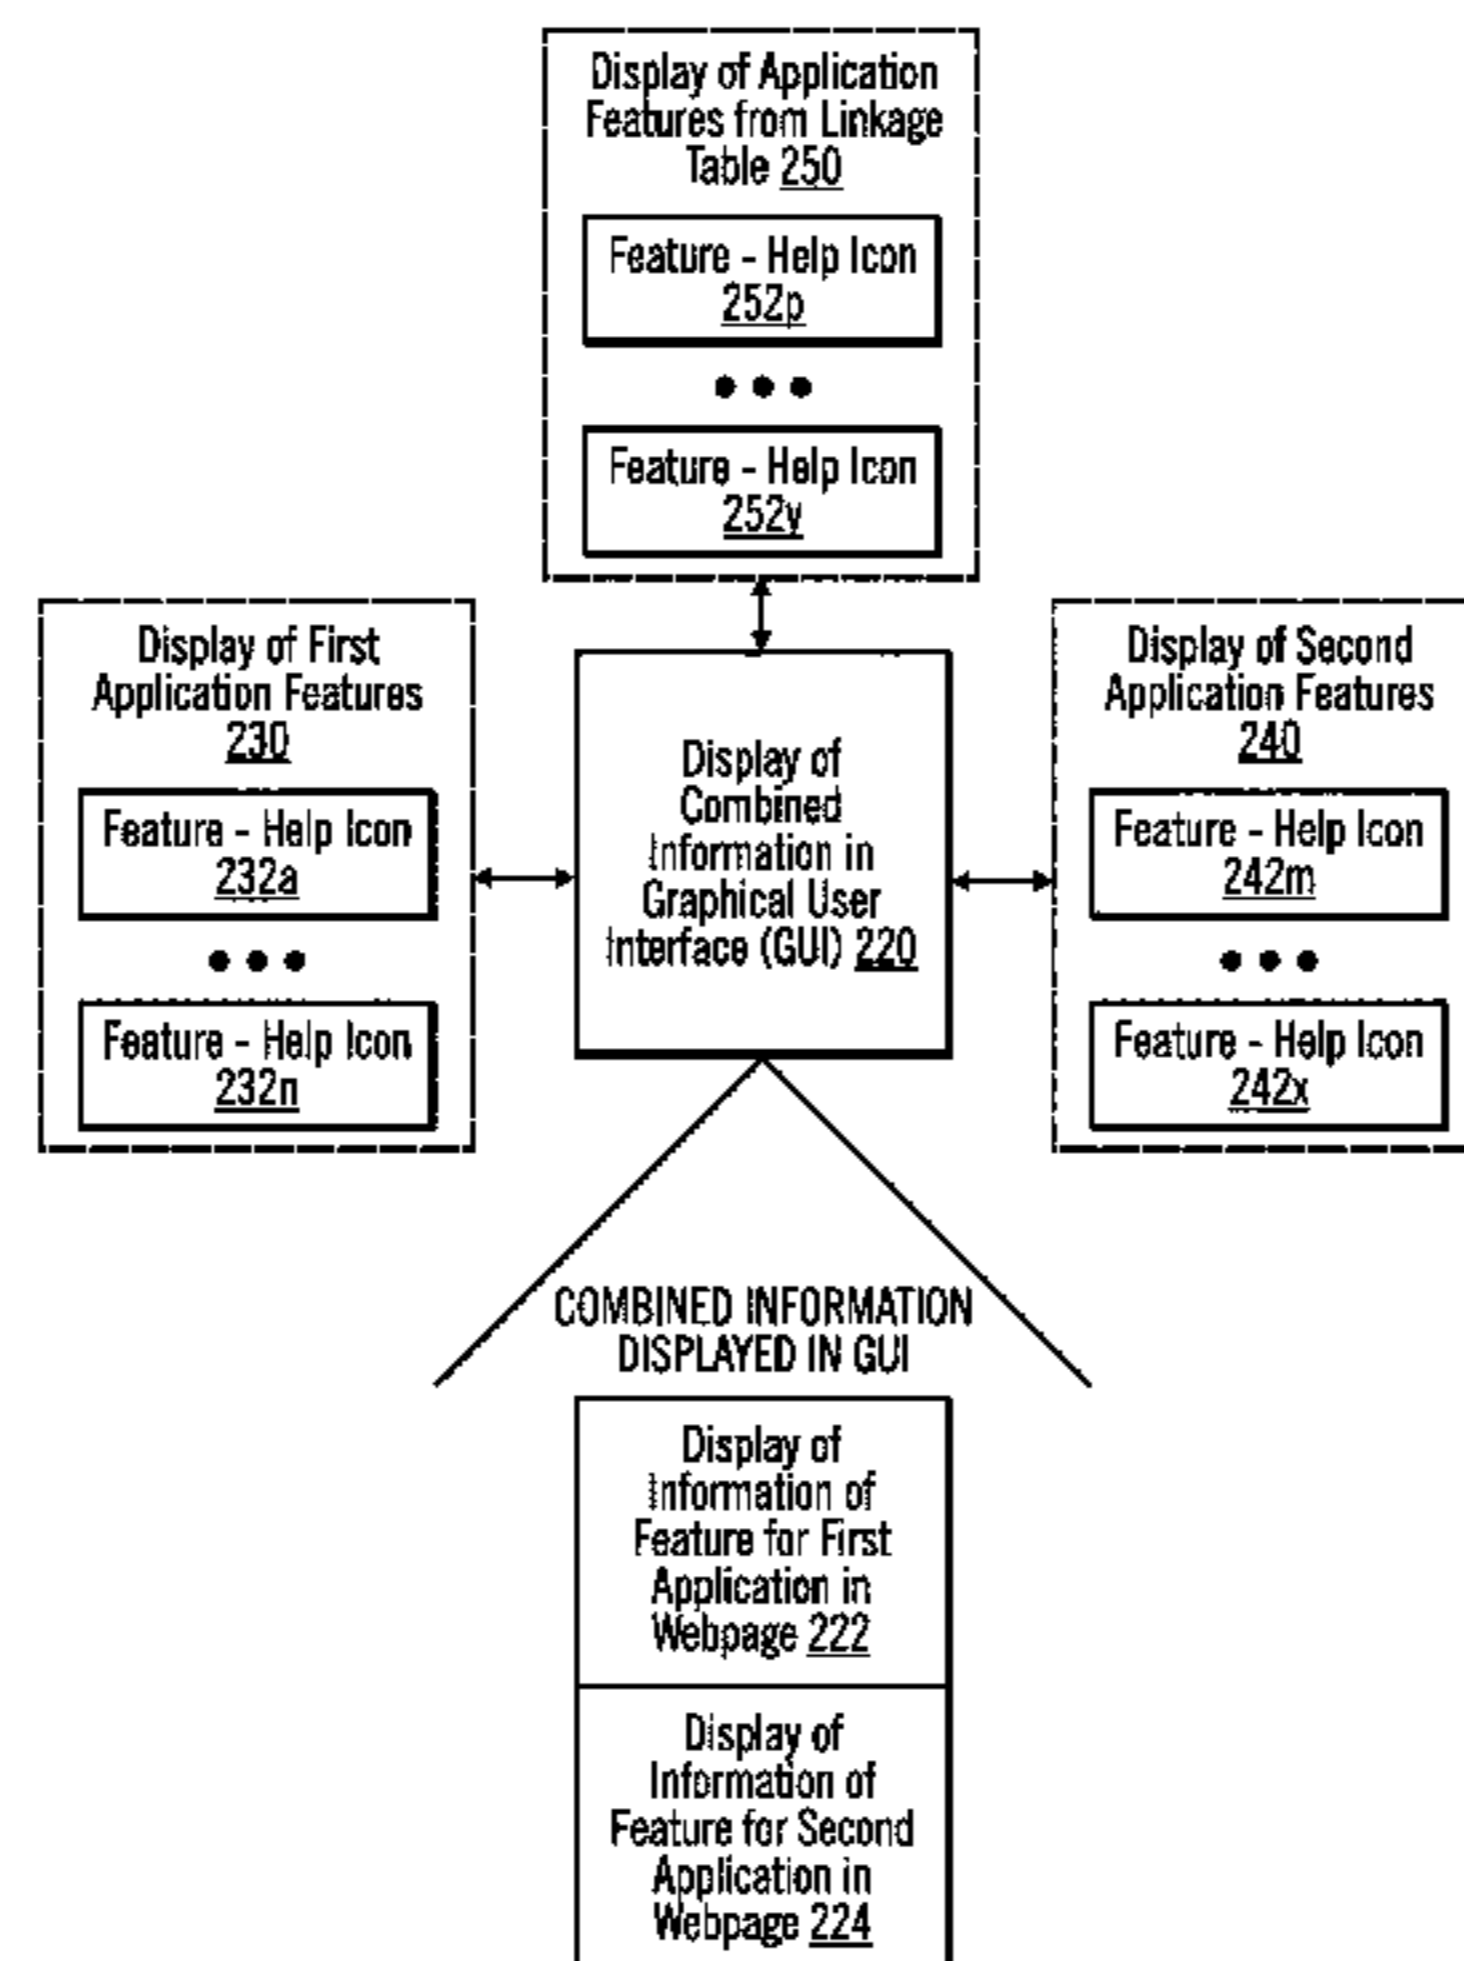 Display of Application
Features from Linkage
Table 250
Feature - Help Icon
252p
Feature - Help Icon
252y
Display of First
Application Features
230
Feature - Help Icon
232a
Feature - Help Icon
232n
Display of
Combined
Information in
Graphical User
Interface (GUI) 220
Display of Second
Application Features
240
Feature - Help Icon
242m
Feature - Help Icon
242x
COMBINED INFORMATION
DISPLAYED IN GUI
Display of
Information of
Feature for First
Application in
Webpage 222
Display of
Information of
Feature for Second
Application in
Webpage 224